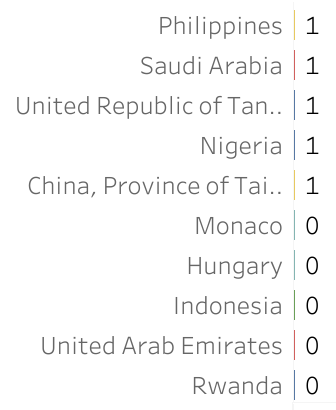 Philippines 1
Saudi Arabia 1
United Republic of Tan.. 1
Nigeria 1
China, Province of Tai.. 1
Monaco 0
Hungary 0
Indonesia 0
United Arab Emirates 0
Rwanda 0